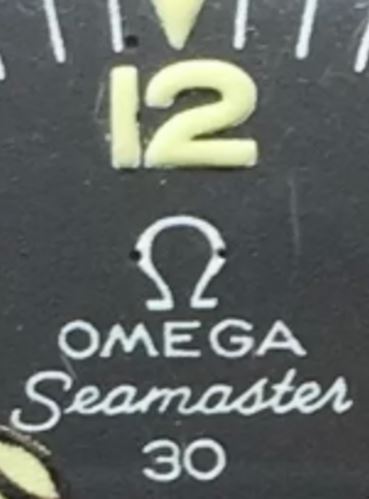 12
Ω
OMEGA
Seamaster
30